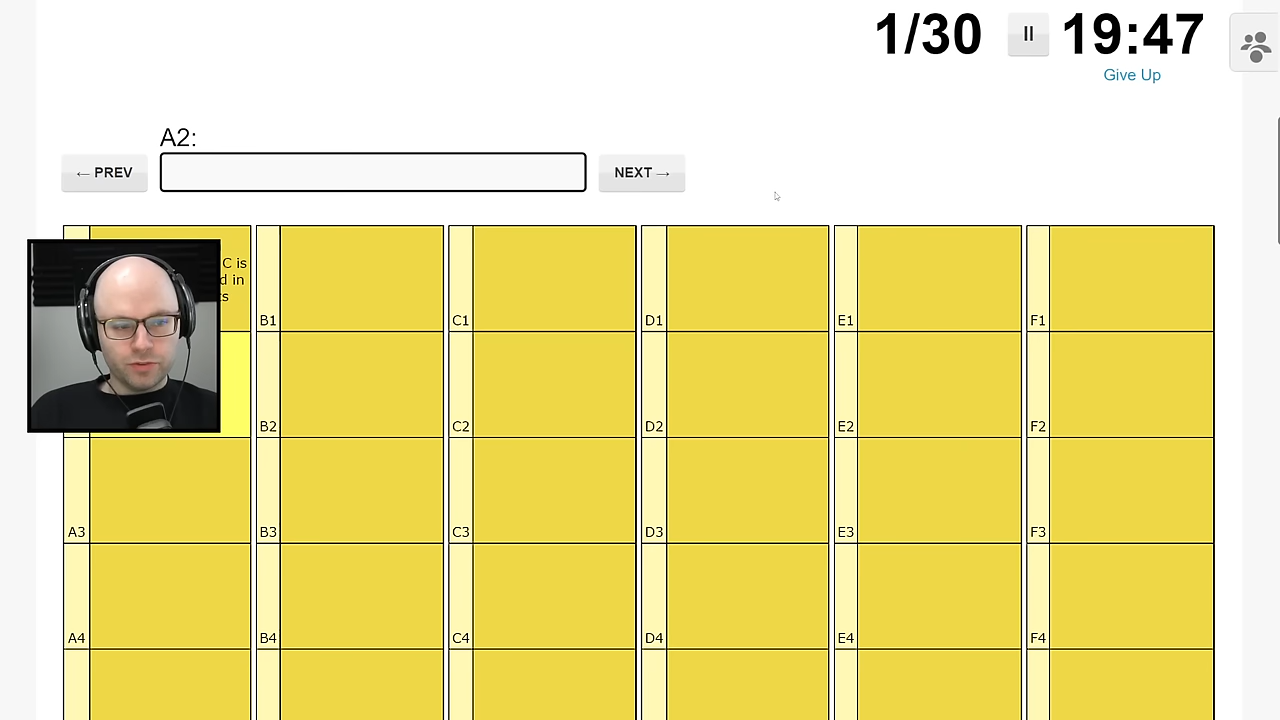 1/30
II
19:47
Give Up
A2:
← PREV
NEXT →
C is
in
B1
C1
D1
E1
F1
B2
C2
D2
E2
F2
A3
B3
C3
D3
E3
F3
A4
B4
C4
D4
E4
F4